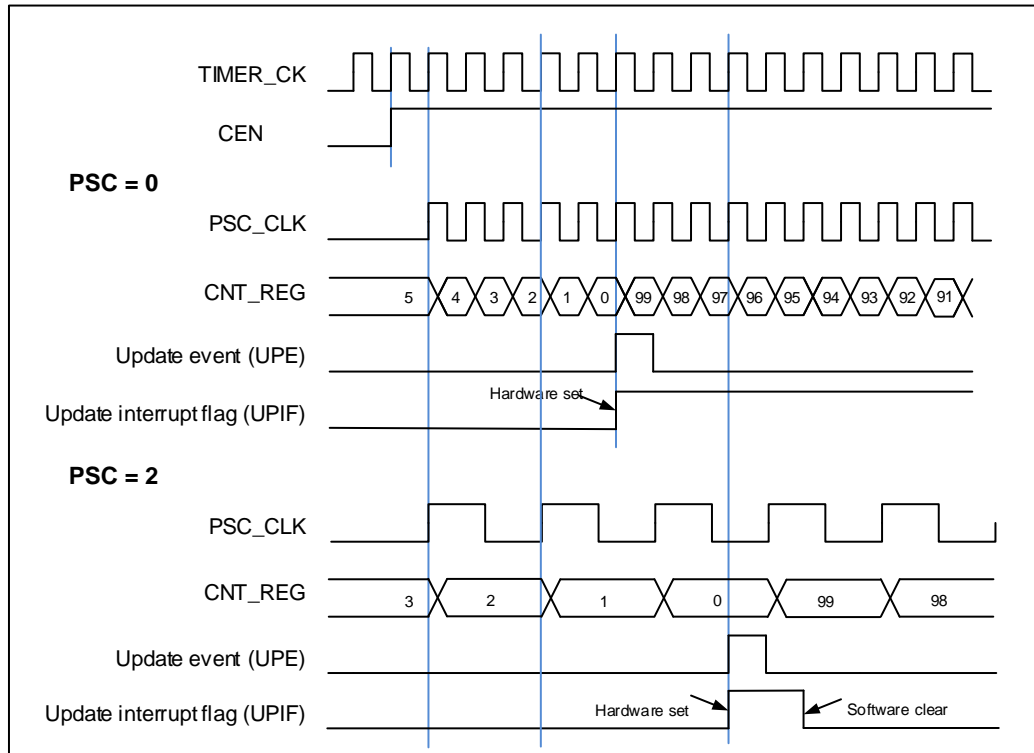 TIMER_CK
CEN
PSC = 0
PSC_CLK
CNT_REG 5 4 3 2 1 0 99 98 97 96 95 94 93 92 91
Update event (UPE)
Hardware set
Update interrupt flag (UPIF)
PSC = 2
PSC_CLK
CNT_REG 3 2 1 0 99 98
Update event (UPE)
Update interrupt flag (UPIF) Hardware set Software clear